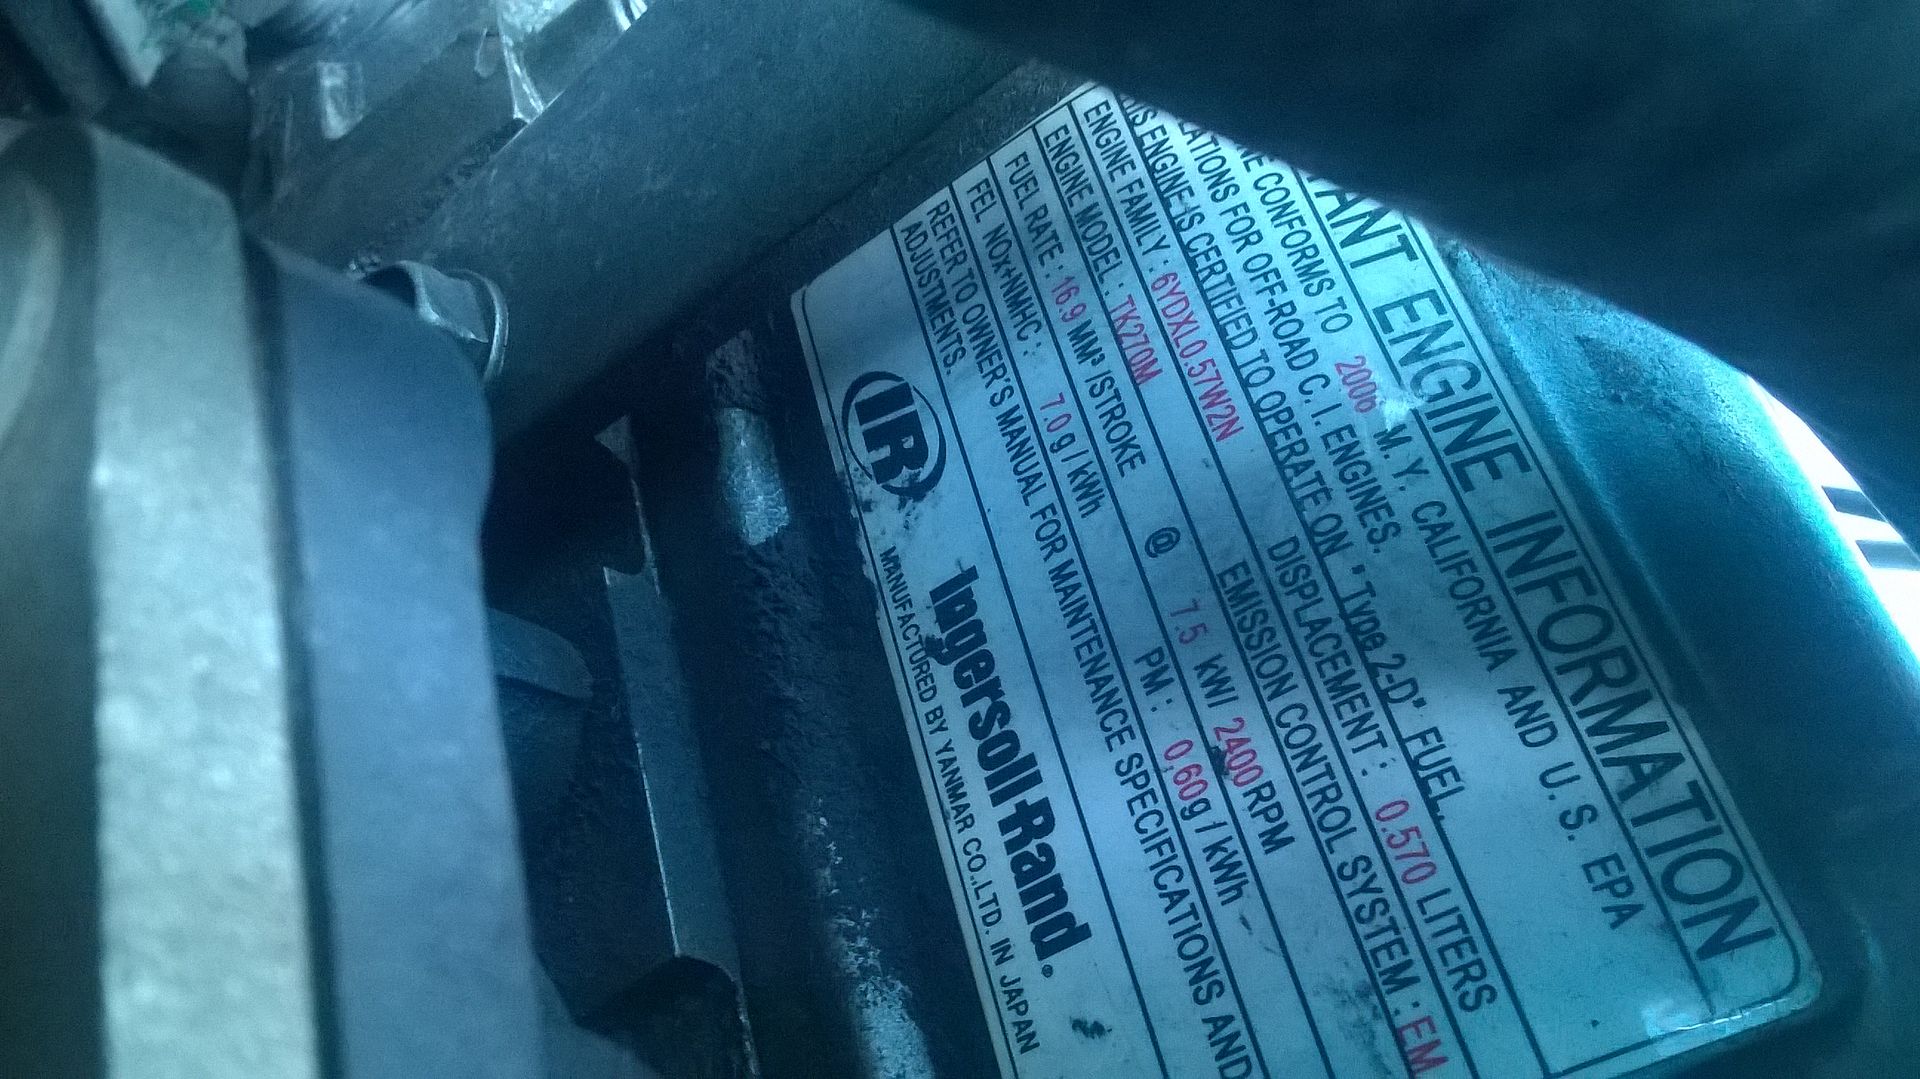 ANT ENGINE INFORMATION
NE CONFORMS TO 2006 M. Y. CALIFORNIA AND U. S. EPA
LATIONS FOR OFF-ROAD C. I. ENGINES.
IS ENGINE IS CERTIFIED TO OPERATE ON "Type 2-D" FUEL.
ENGINE FAMILY : 6YDXL0.57W2N DISPLACEMENT : 0.570 LITERS
ENGINE MODEL : TK270M EMISSION CONTROL SYSTEM : EM
FUEL RATE : 16.9 MM³ /STROKE @ 7.5 kW/ 2400 RPM
FEL NOx+NMHC : 7.0 g / kWh PM : 0.60 g / kWh
REFER TO OWNER'S MANUAL FOR MAINTENANCE SPECIFICATIONS AND
ADJUSTMENTS.
IR Ingersoll-Rand®
MANUFACTURED BY YANMAR CO.,LTD. IN JAPAN